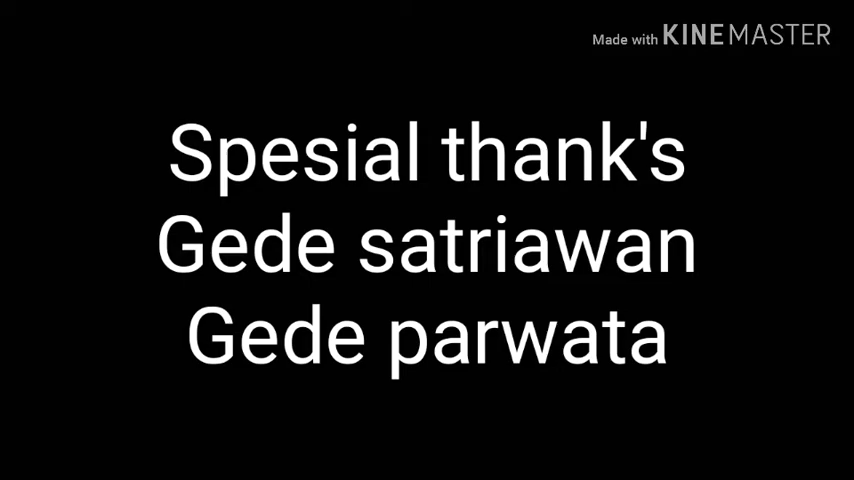 Made with KINEMASTER
Spesial thank's
Gede satriawan
Gede parwata